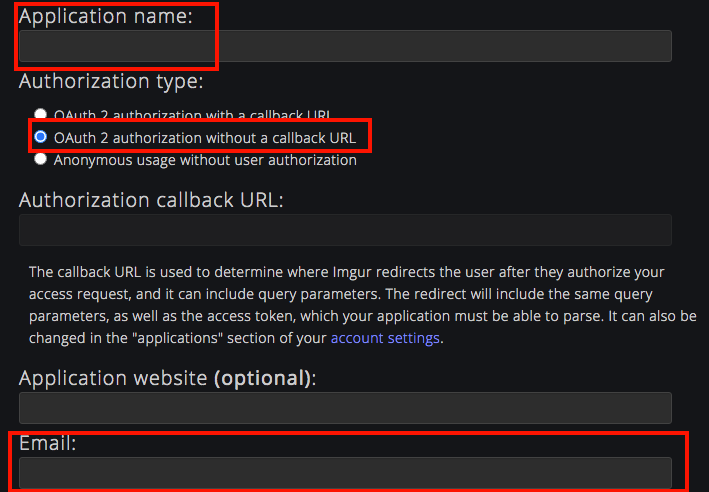 Application name:
Authorization type:
OAuth 2 authorization with a callback URL
OAuth 2 authorization without a callback URL
Anonymous usage without user authorization
Authorization callback URL:
The callback URL is used to determine where Imgur redirects the user after they authorize your
access request, and it can include query parameters. The redirect will include the same query
parameters, as well as the access token, which your application must be able to parse. It can also be
changed in the "applications" section of your account settings.
Application website (optional):
Email: